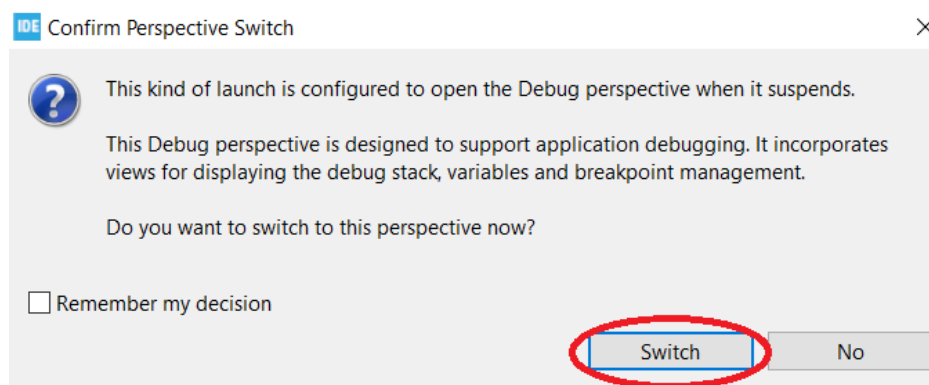 IDE Confirm Perspective Switch
This kind of launch is configured to open the Debug perspective when it suspends.
This Debug perspective is designed to support application debugging. It incorporates
views for displaying the debug stack, variables and breakpoint management.
Do you want to switch to this perspective now?
Remember my decision
Switch No